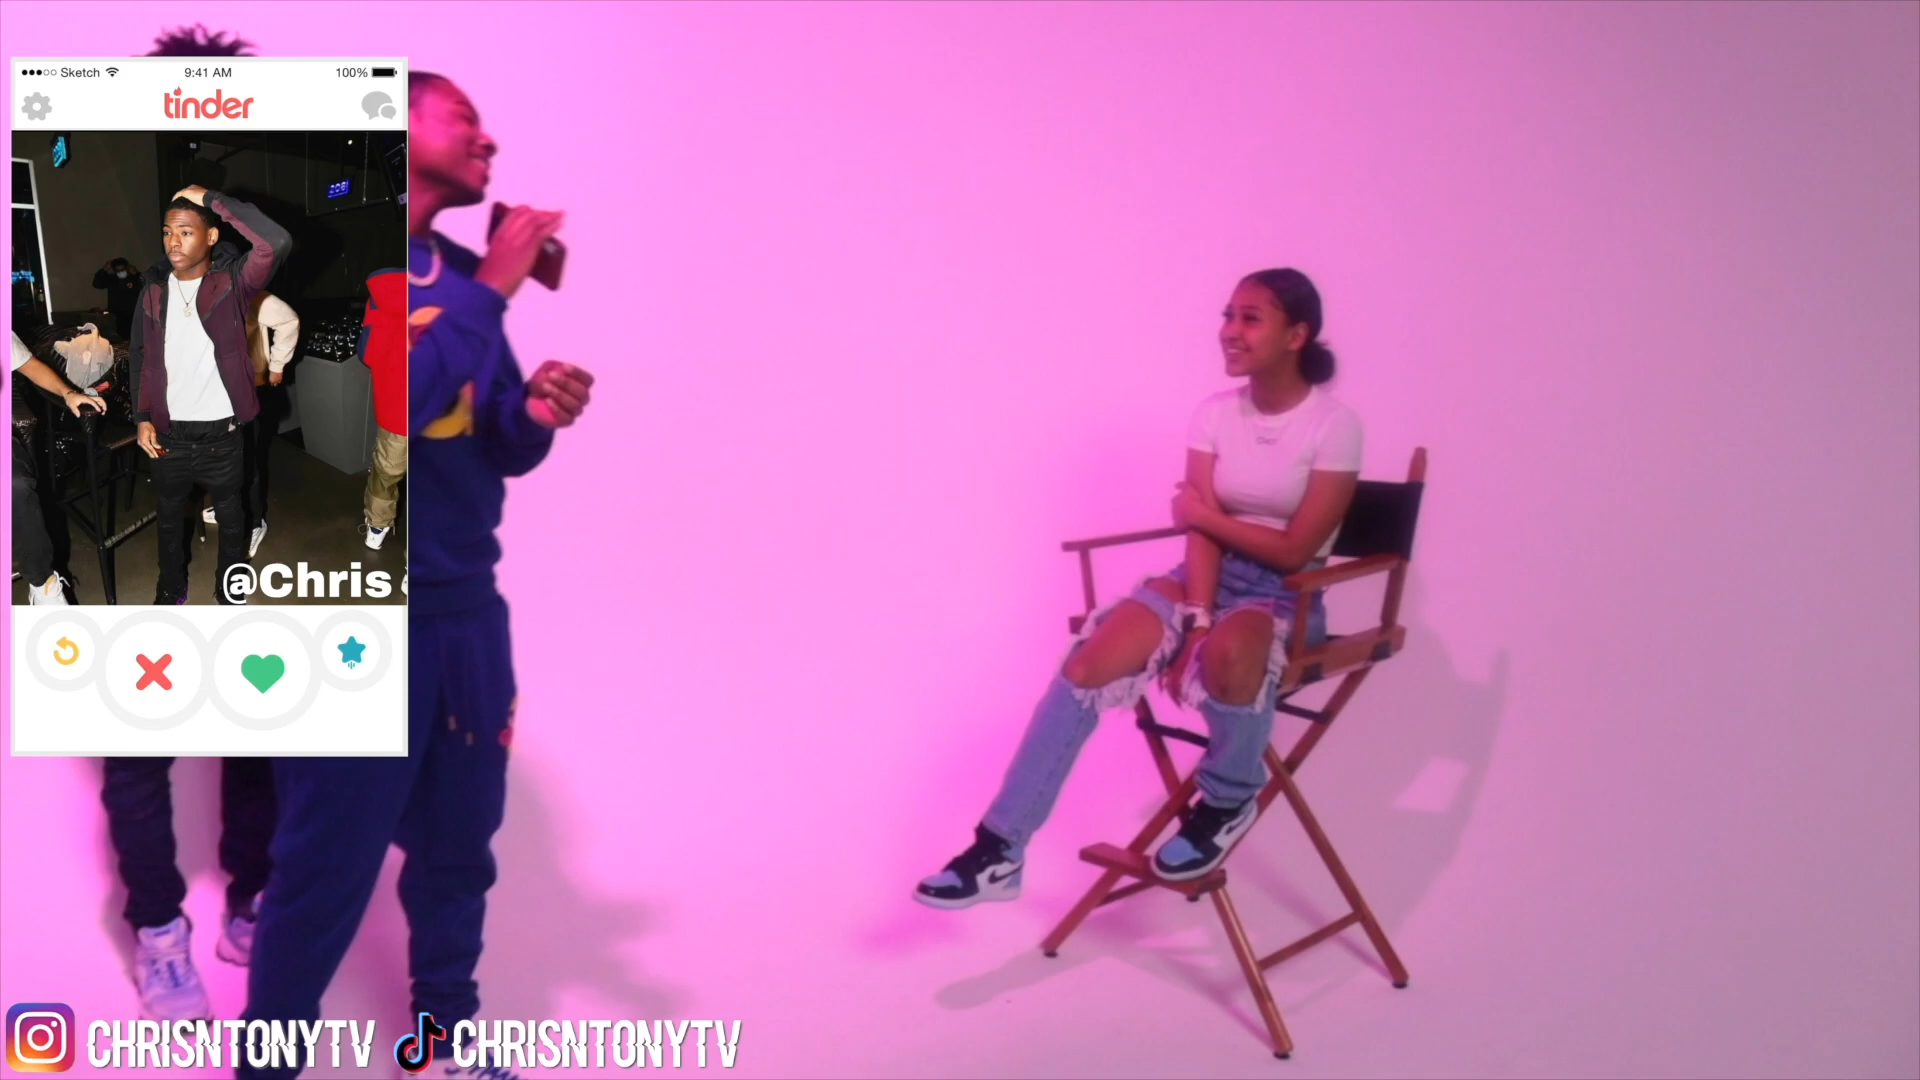 Sketch 9:41 AM 100%
tinder
@Chris
CHRISNTONYTV CHRISNTONYTV